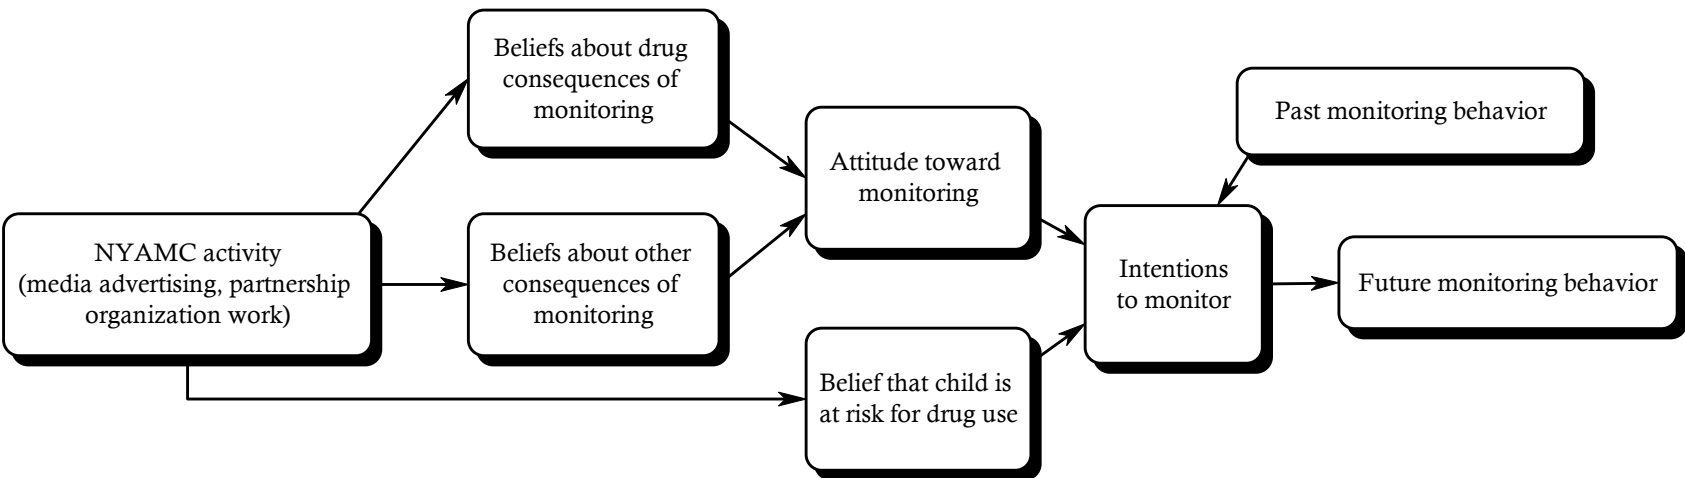 Beliefs about drug
consequences of
monitoring
Past monitoring behavior
Attitude toward
monitoring
NYAMC activity
(media advertising, partnership
organization work)
Beliefs about other
consequences of
monitoring
Intentions
to monitor
Future monitoring behavior
Belief that child is
at risk for drug use